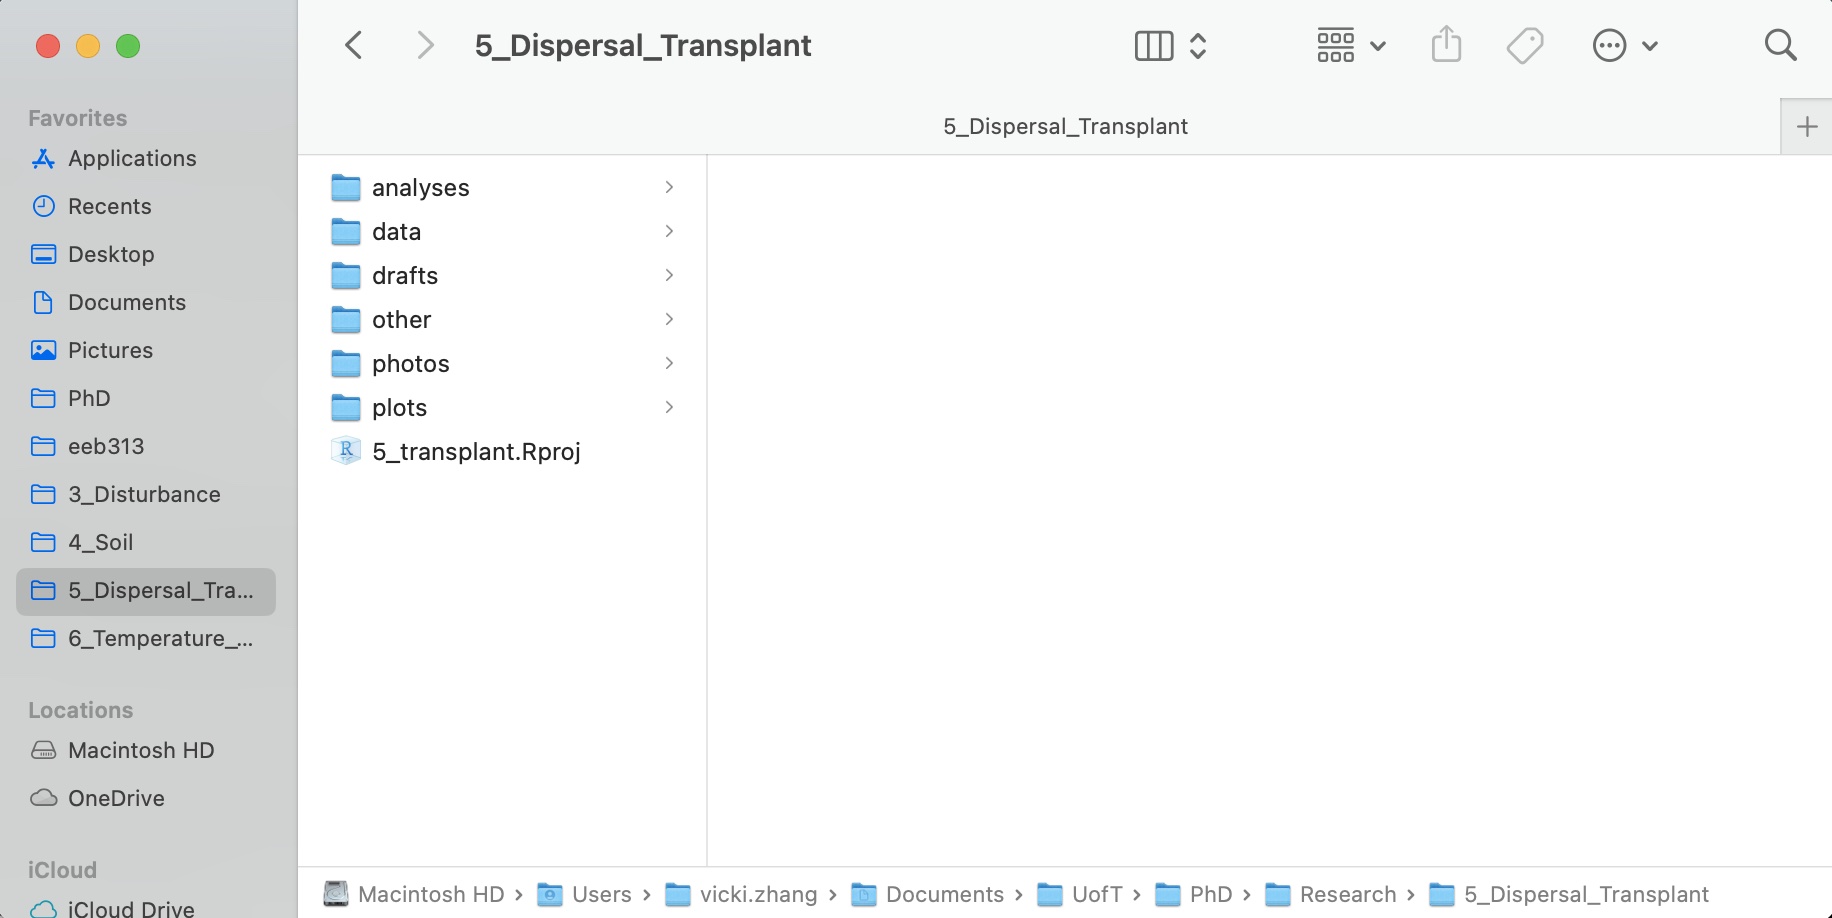 5_Dispersal_Transplant
5_Dispersal_Transplant
Favorites
Applications
Recents
Desktop
Documents
Pictures
PhD
eeb313
3_Disturbance
4_Soil
5_Dispersal_Tra...
6_Temperature_...
Locations
Macintosh HD
OneDrive
iCloud
iCloud Drive
analyses
data
drafts
other
photos
plots
R 5_transplant.Rproj
Macintosh HD › Users › vicki.zhang › Documents › UofT › PhD › Research › 5_Dispersal_Transplant